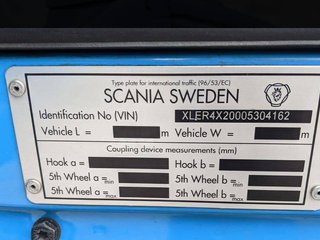 Type plate for international traffic (96/53/EC)
SCANIA SWEDEN
Identification No (VIN) XLER4X20005304162
Vehicle L = m Vehicle W = m
Coupling device measurements (mm)
Hook a = Hook b =
5th Wheel a min = 5th Wheel b min =
5th Wheel a max = 5th Wheel b max =